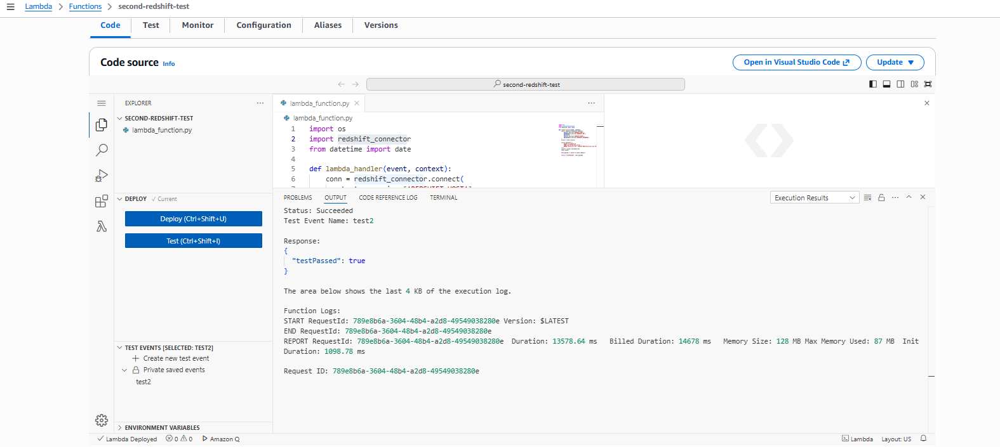 Lambda > Functions > second-redshift-test
Code Test Monitor Configuration Aliases Versions
Code source Info
Open in Visual Studio Code Update
second-redshift-test
EXPLORER
SECOND-REDSHIFT-TEST
lambda_function.py
lambda_function.py
lambda_function.py
1 import os
2 import redshift_connector
3 from datetime import date
4
5 def lambda_handler(event, context):
6 conn = redshift_connector.connect(
DEPLOY Current
Deploy (Ctrl+Shift+U)
Test (Ctrl+Shift+I)
PROBLEMS OUTPUT CODE REFERENCE LOG TERMINAL
Execution Results
Status: Succeeded
Test Event Name: test2
Response:
{
"testPassed": true
}
The area below shows the last 4 KB of the execution log.
Function Logs:
START RequestId: 789e8b6a-3604-48b4-a2d8-49549038280e Version: $LATEST
END RequestId: 789e8b6a-3604-48b4-a2d8-49549038280e
REPORT RequestId: 789e8b6a-3604-48b4-a2d8-49549038280e Duration: 13578.64 ms Billed Duration: 14678 ms Memory Size: 128 MB Max Memory Used: 87 MB Init
Duration: 1098.78 ms
Request ID: 789e8b6a-3604-48b4-a2d8-49549038280e
TEST EVENTS [SELECTED: TEST2]
Create new test event
Private saved events
test2
ENVIRONMENT VARIABLES
Lambda Deployed 0 0 Amazon Q
Lambda Layout: US